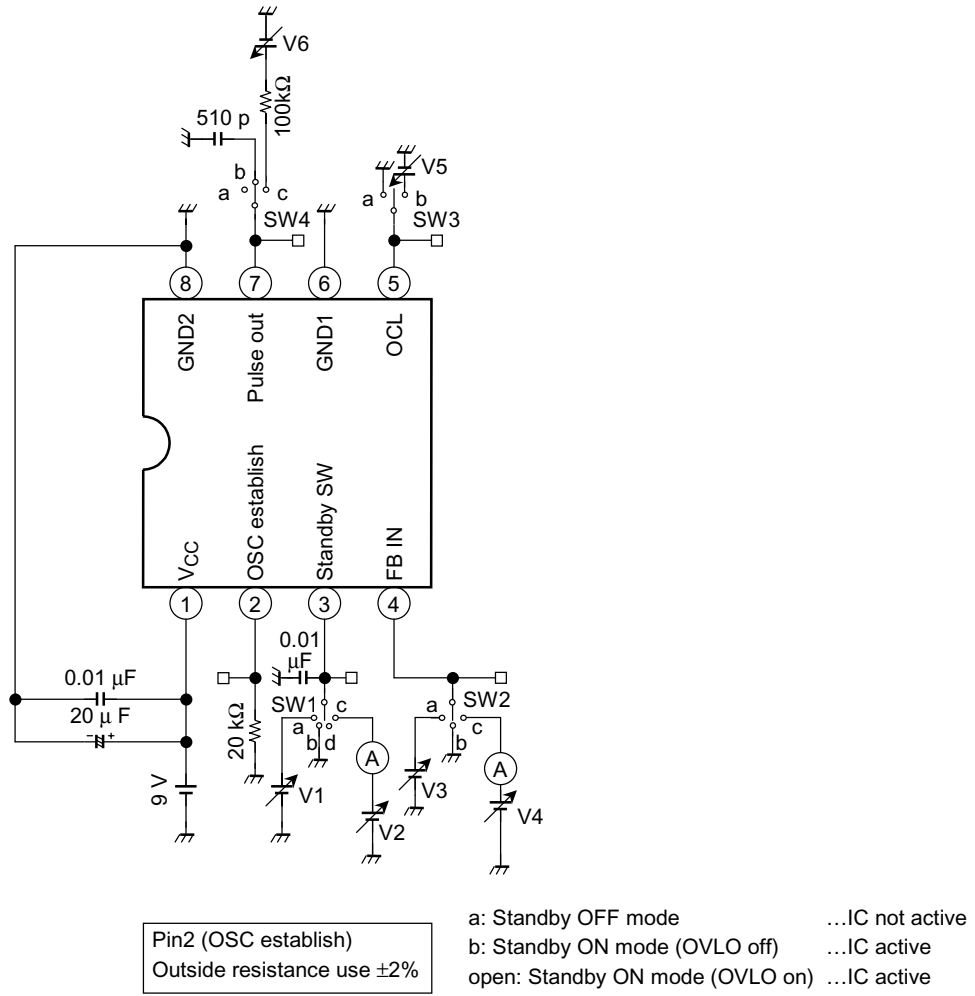 V6
100kΩ
510 p
b
a
c
SW4
V5
a
b
SW3
8
7
6
5
GND2
Pulse out
GND1
OCL
VCC
OSC establish
Standby SW
FB IN
1
2
3
4
0.01 μF
20 μ F
- +
9 V
20 kΩ
0.01
μF
SW1
a
b
d
c
A
V1
V2
SW2
a
b
c
A
V3
V4
Pin2 (OSC establish)
Outside resistance use ±2%
a: Standby OFF mode ...IC not active
b: Standby ON mode (OVLO off) ...IC active
open: Standby ON mode (OVLO on) ...IC active